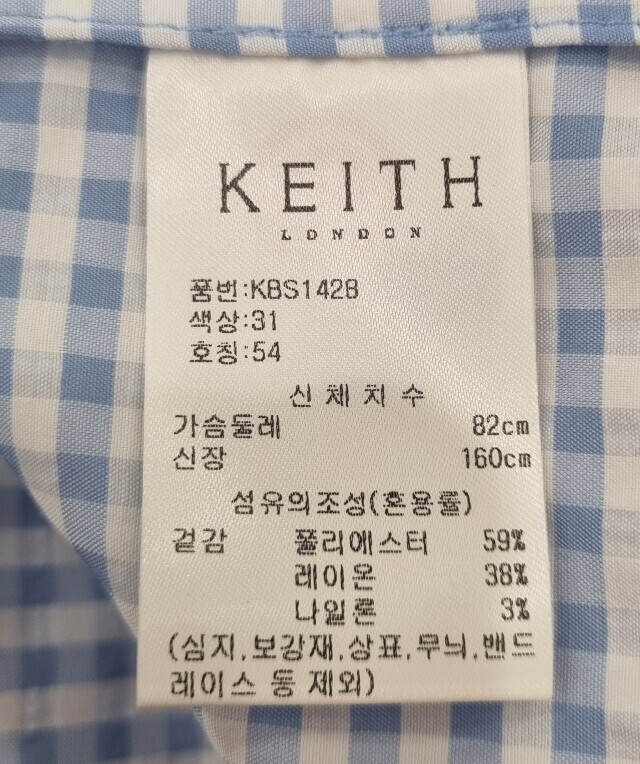 KEITH
LONDON
품번:KBS1428
색상:31
호칭:54
신체치수
가슴둘레 82cm
신장 160cm
섬유의조성(혼용률)
겉감 폴리에스터 59%
레이온 38%
나일론 3%
(심지,보강재,상표,무늬,밴드
레이스 등 제외)